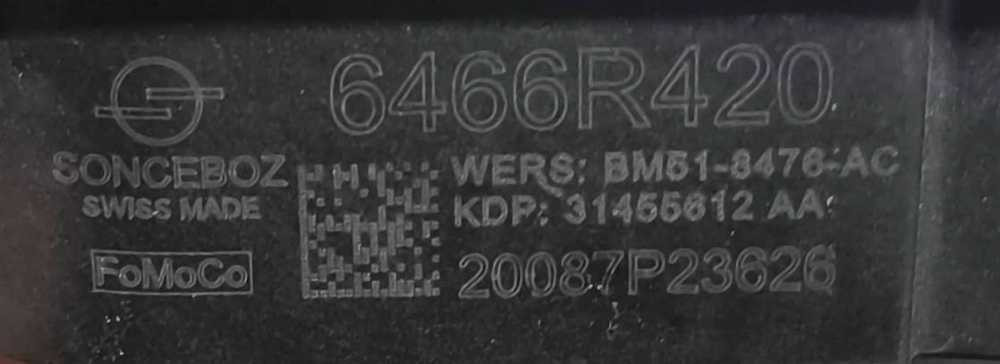 6466R420
SONCEBOZ
SWISS MADE
WERS: BM51-8476-AC
KDP: 31455612 AA
FoMoCo
20087P23626